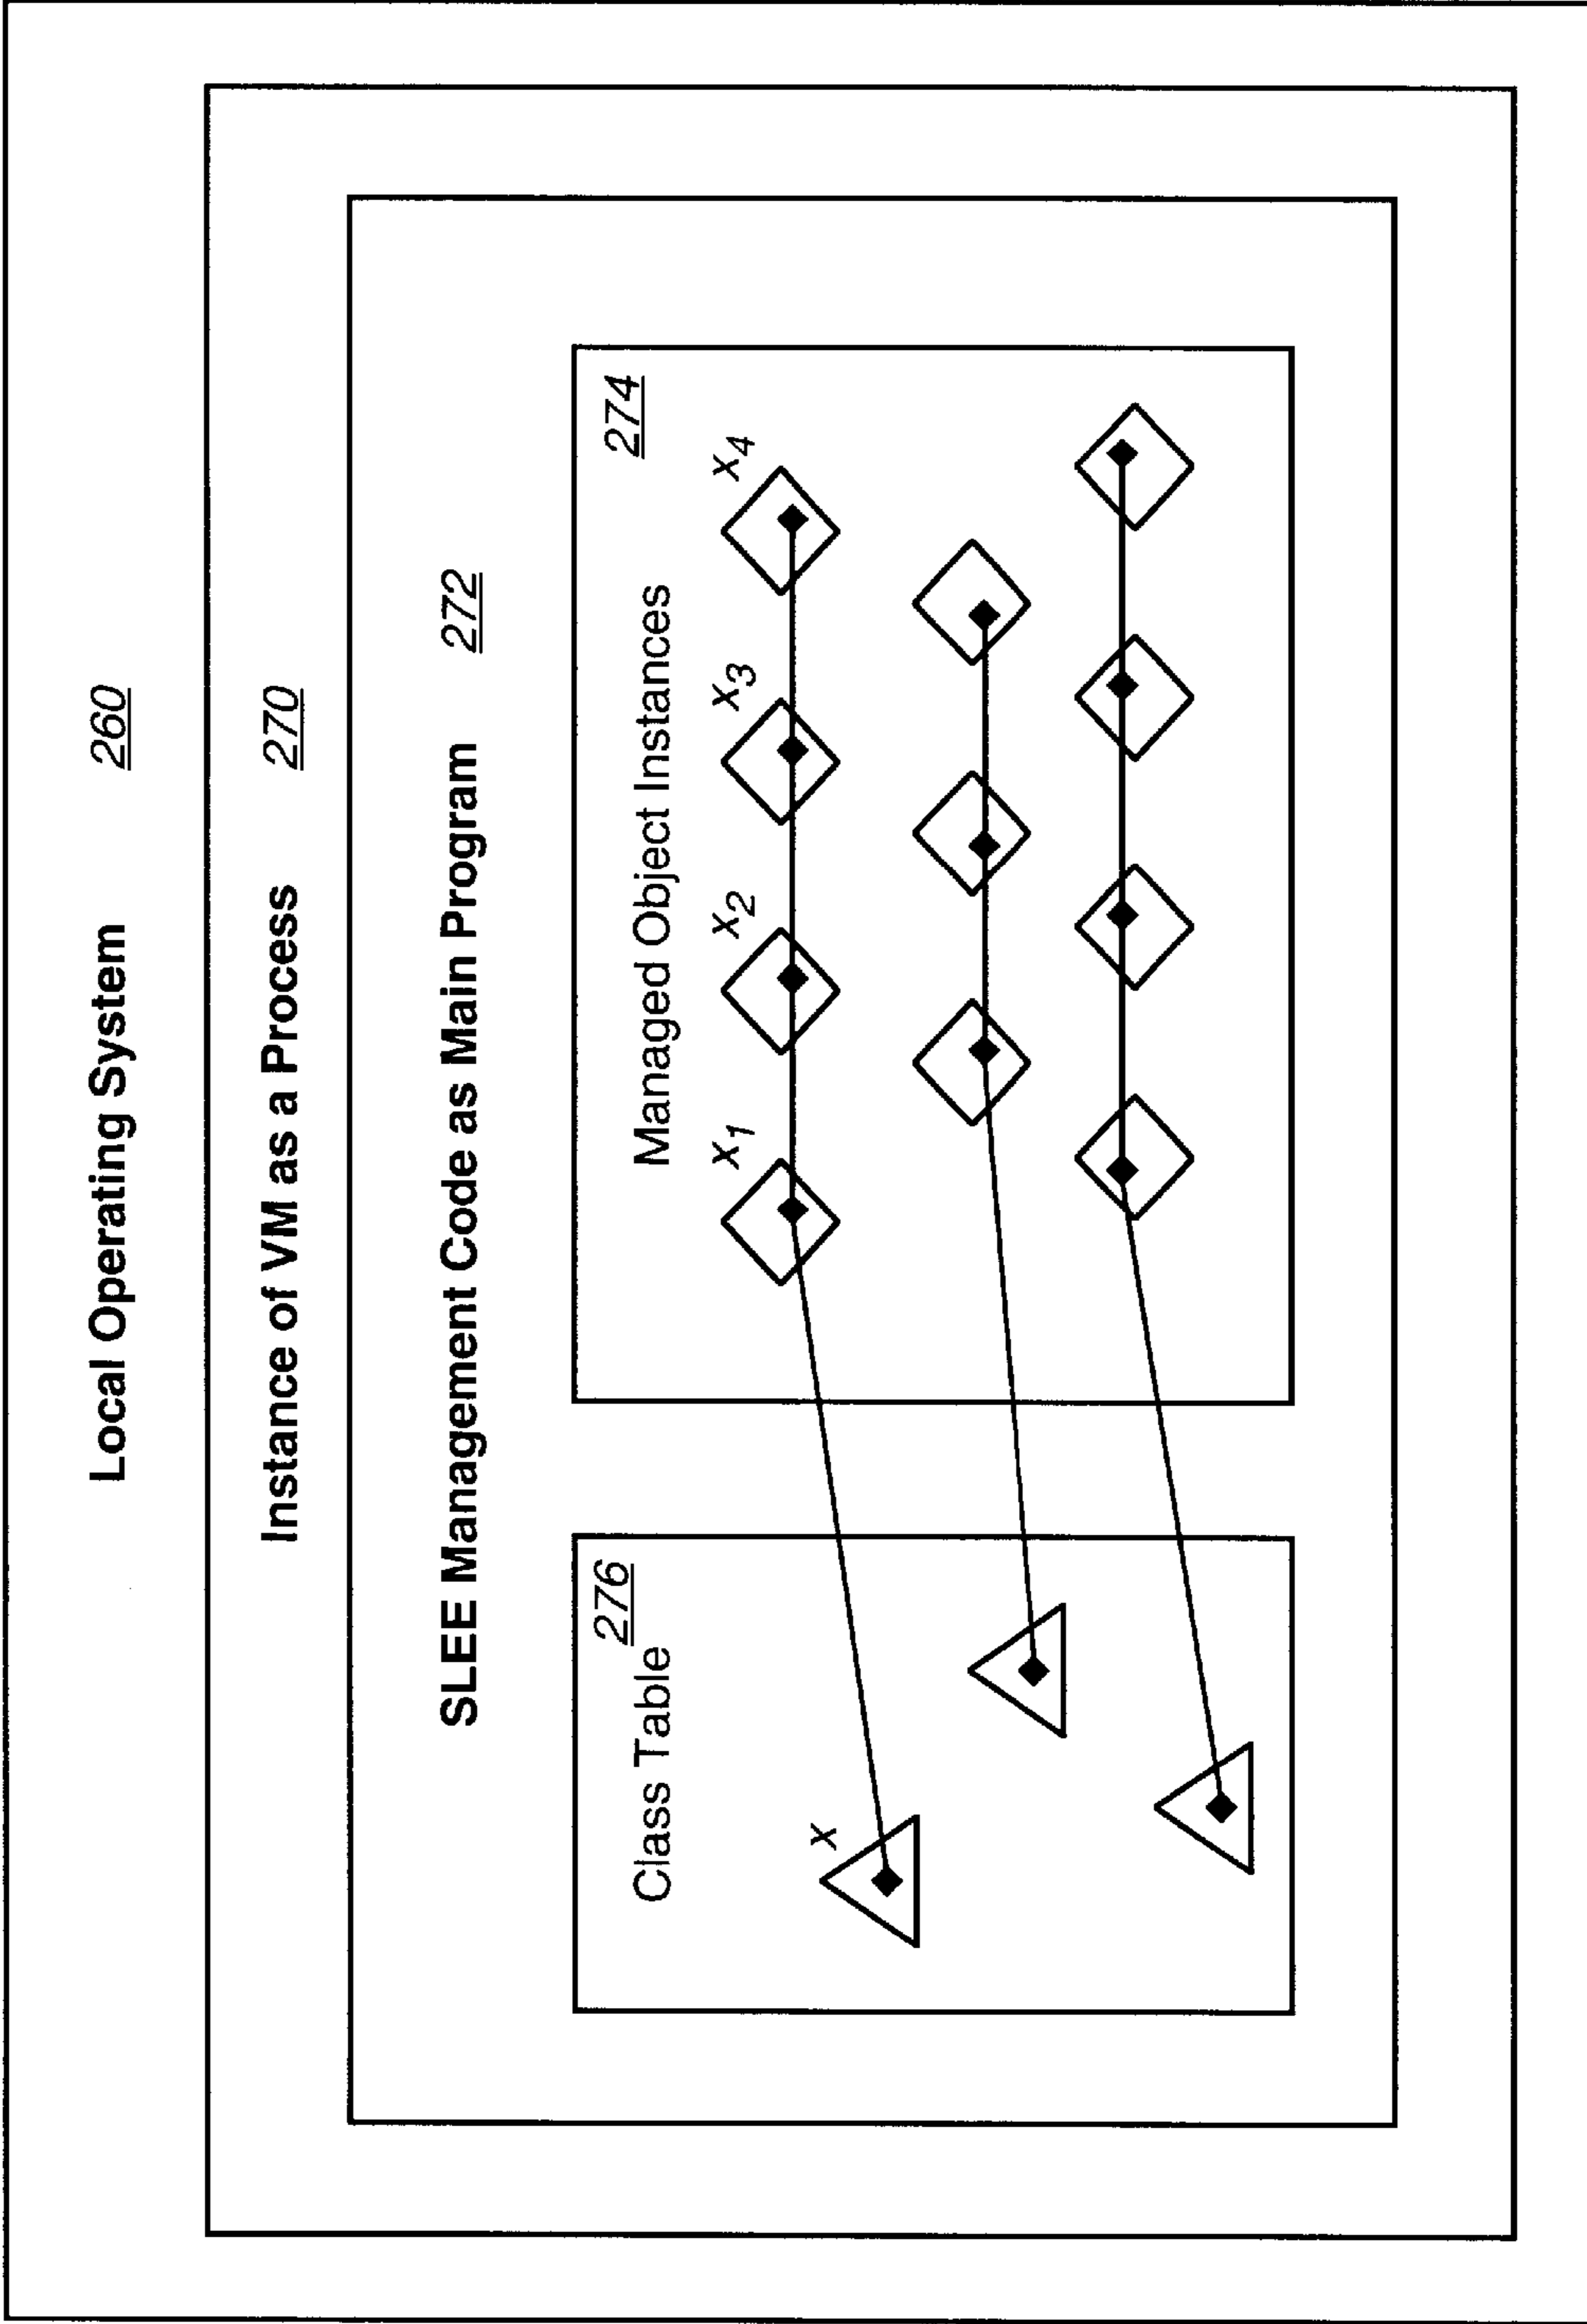 Local Operating System 260
Instance of VM as a Process 270
SLEE Management Code as Main Program 272
Class Table 276
x
Managed Object Instances 274
x1 x2 x3 x4